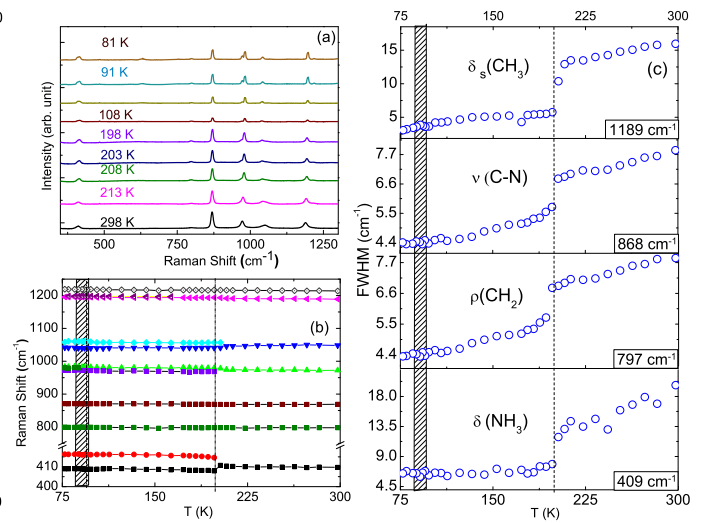 (a)
81 K
91 K
108 K
198 K
203 K
208 K
213 K
298 K
Intensity (arb. unit)
500 750 1000 1250
Raman Shift (cm⁻¹)
(b)
1200
1100
1000
900
800
410
400
Raman Shift (cm⁻¹)
75 150 225 300
T (K)
75 150 225 300
(c)
δₛ(CH₃)
15
5
1189 cm⁻¹
ν (C-N)
7.7
6.6
5.5
4.4
868 cm⁻¹
ρ(CH₂)
7.7
6.6
5.5
4.4
797 cm⁻¹
δ (NH₃)
18.0
13.5
9.0
4.5
409 cm⁻¹
FWHM (cm⁻¹)
75 150 225 300
T (K)